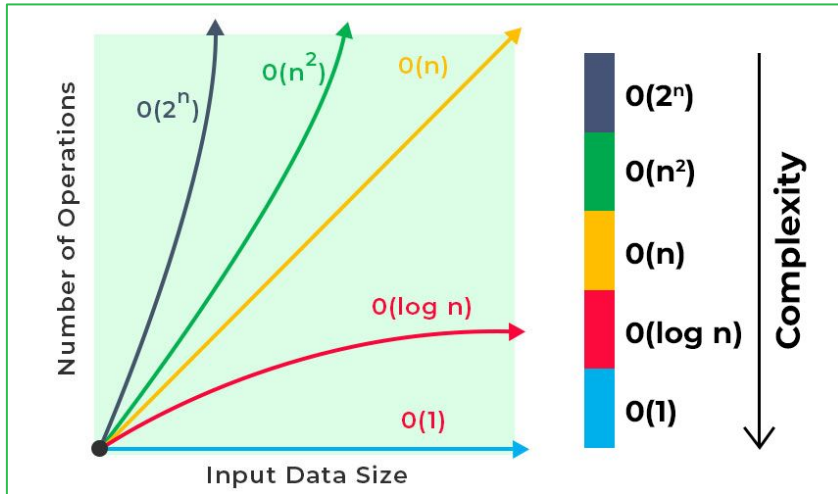 Number of Operations
0(2ⁿ)
0(n²)
0(n)
0(log n)
0(1)
Input Data Size
0(2ⁿ)
0(n²)
0(n)
0(log n)
0(1)
Complexity